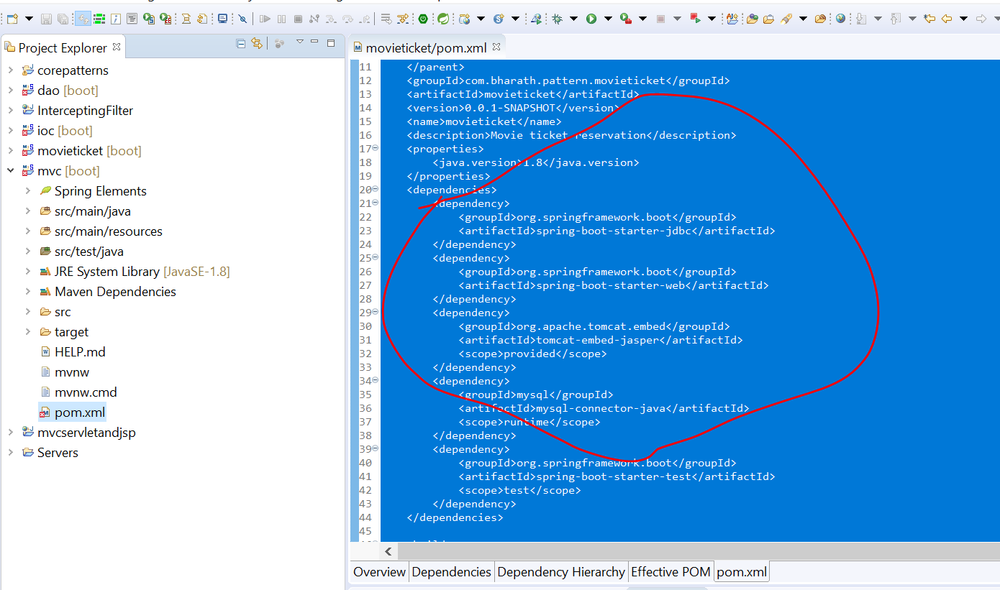 Project Explorer
corepatterns
dao [boot]
InterceptingFilter
ioc [boot]
movieticket [boot]
mvc [boot]
Spring Elements
src/main/java
src/main/resources
src/test/java
JRE System Library [JavaSE-1.8]
Maven Dependencies
src
target
HELP.md
mvnw
mvnw.cmd
pom.xml
mvcservletandjsp
Servers
movieticket/pom.xml
11 </parent>
12 <groupId>com.bharath.pattern.movieticket</groupId>
13 <artifactId>movieticket</artifactId>
14 <version>0.0.1-SNAPSHOT</version>
15 <name>movieticket</name>
16 <description>Movie ticket reservation</description>
17 <properties>
18 <java.version>1.8</java.version>
19 </properties>
20 <dependencies>
21 <dependency>
22 <groupId>org.springframework.boot</groupId>
23 <artifactId>spring-boot-starter-jdbc</artifactId>
24 </dependency>
25 <dependency>
26 <groupId>org.springframework.boot</groupId>
27 <artifactId>spring-boot-starter-web</artifactId>
28 </dependency>
29 <dependency>
30 <groupId>org.apache.tomcat.embed</groupId>
31 <artifactId>tomcat-embed-jasper</artifactId>
32 <scope>provided</scope>
33 </dependency>
34 <dependency>
35 <groupId>mysql</groupId>
36 <artifactId>mysql-connector-java</artifactId>
37 <scope>runtime</scope>
38 </dependency>
39 <dependency>
40 <groupId>org.springframework.boot</groupId>
41 <artifactId>spring-boot-starter-test</artifactId>
42 <scope>test</scope>
43 </dependency>
44 </dependencies>
45
Overview Dependencies Dependency Hierarchy Effective POM pom.xml